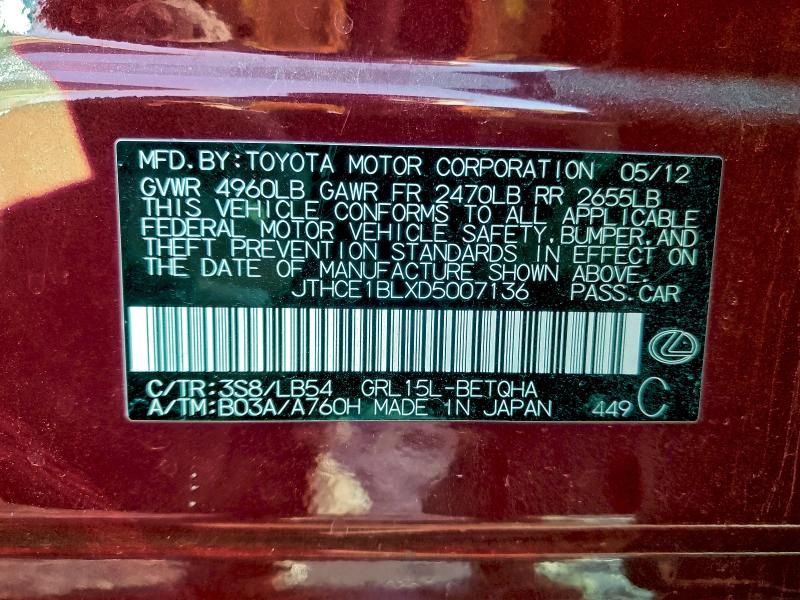 MFD.BY:TOYOTA MOTOR CORPORATION 05/12
GVWR 4960LB GAWR FR 2470LB RR 2655LB
THIS VEHICLE CONFORMS TO ALL APPLICABLE
FEDERAL MOTOR VEHICLE SAFETY,BUMPER,AND
THEFT PREVENTION STANDARDS IN EFFECT ON
THE DATE OF MANUFACTURE SHOWN ABOVE.
JTHCE1BLXD5007136 PASS.CAR
C/TR:3S8/LB54 GRL15L-BETQHA
A/TM:B03A/A760H MADE IN JAPAN 449 C